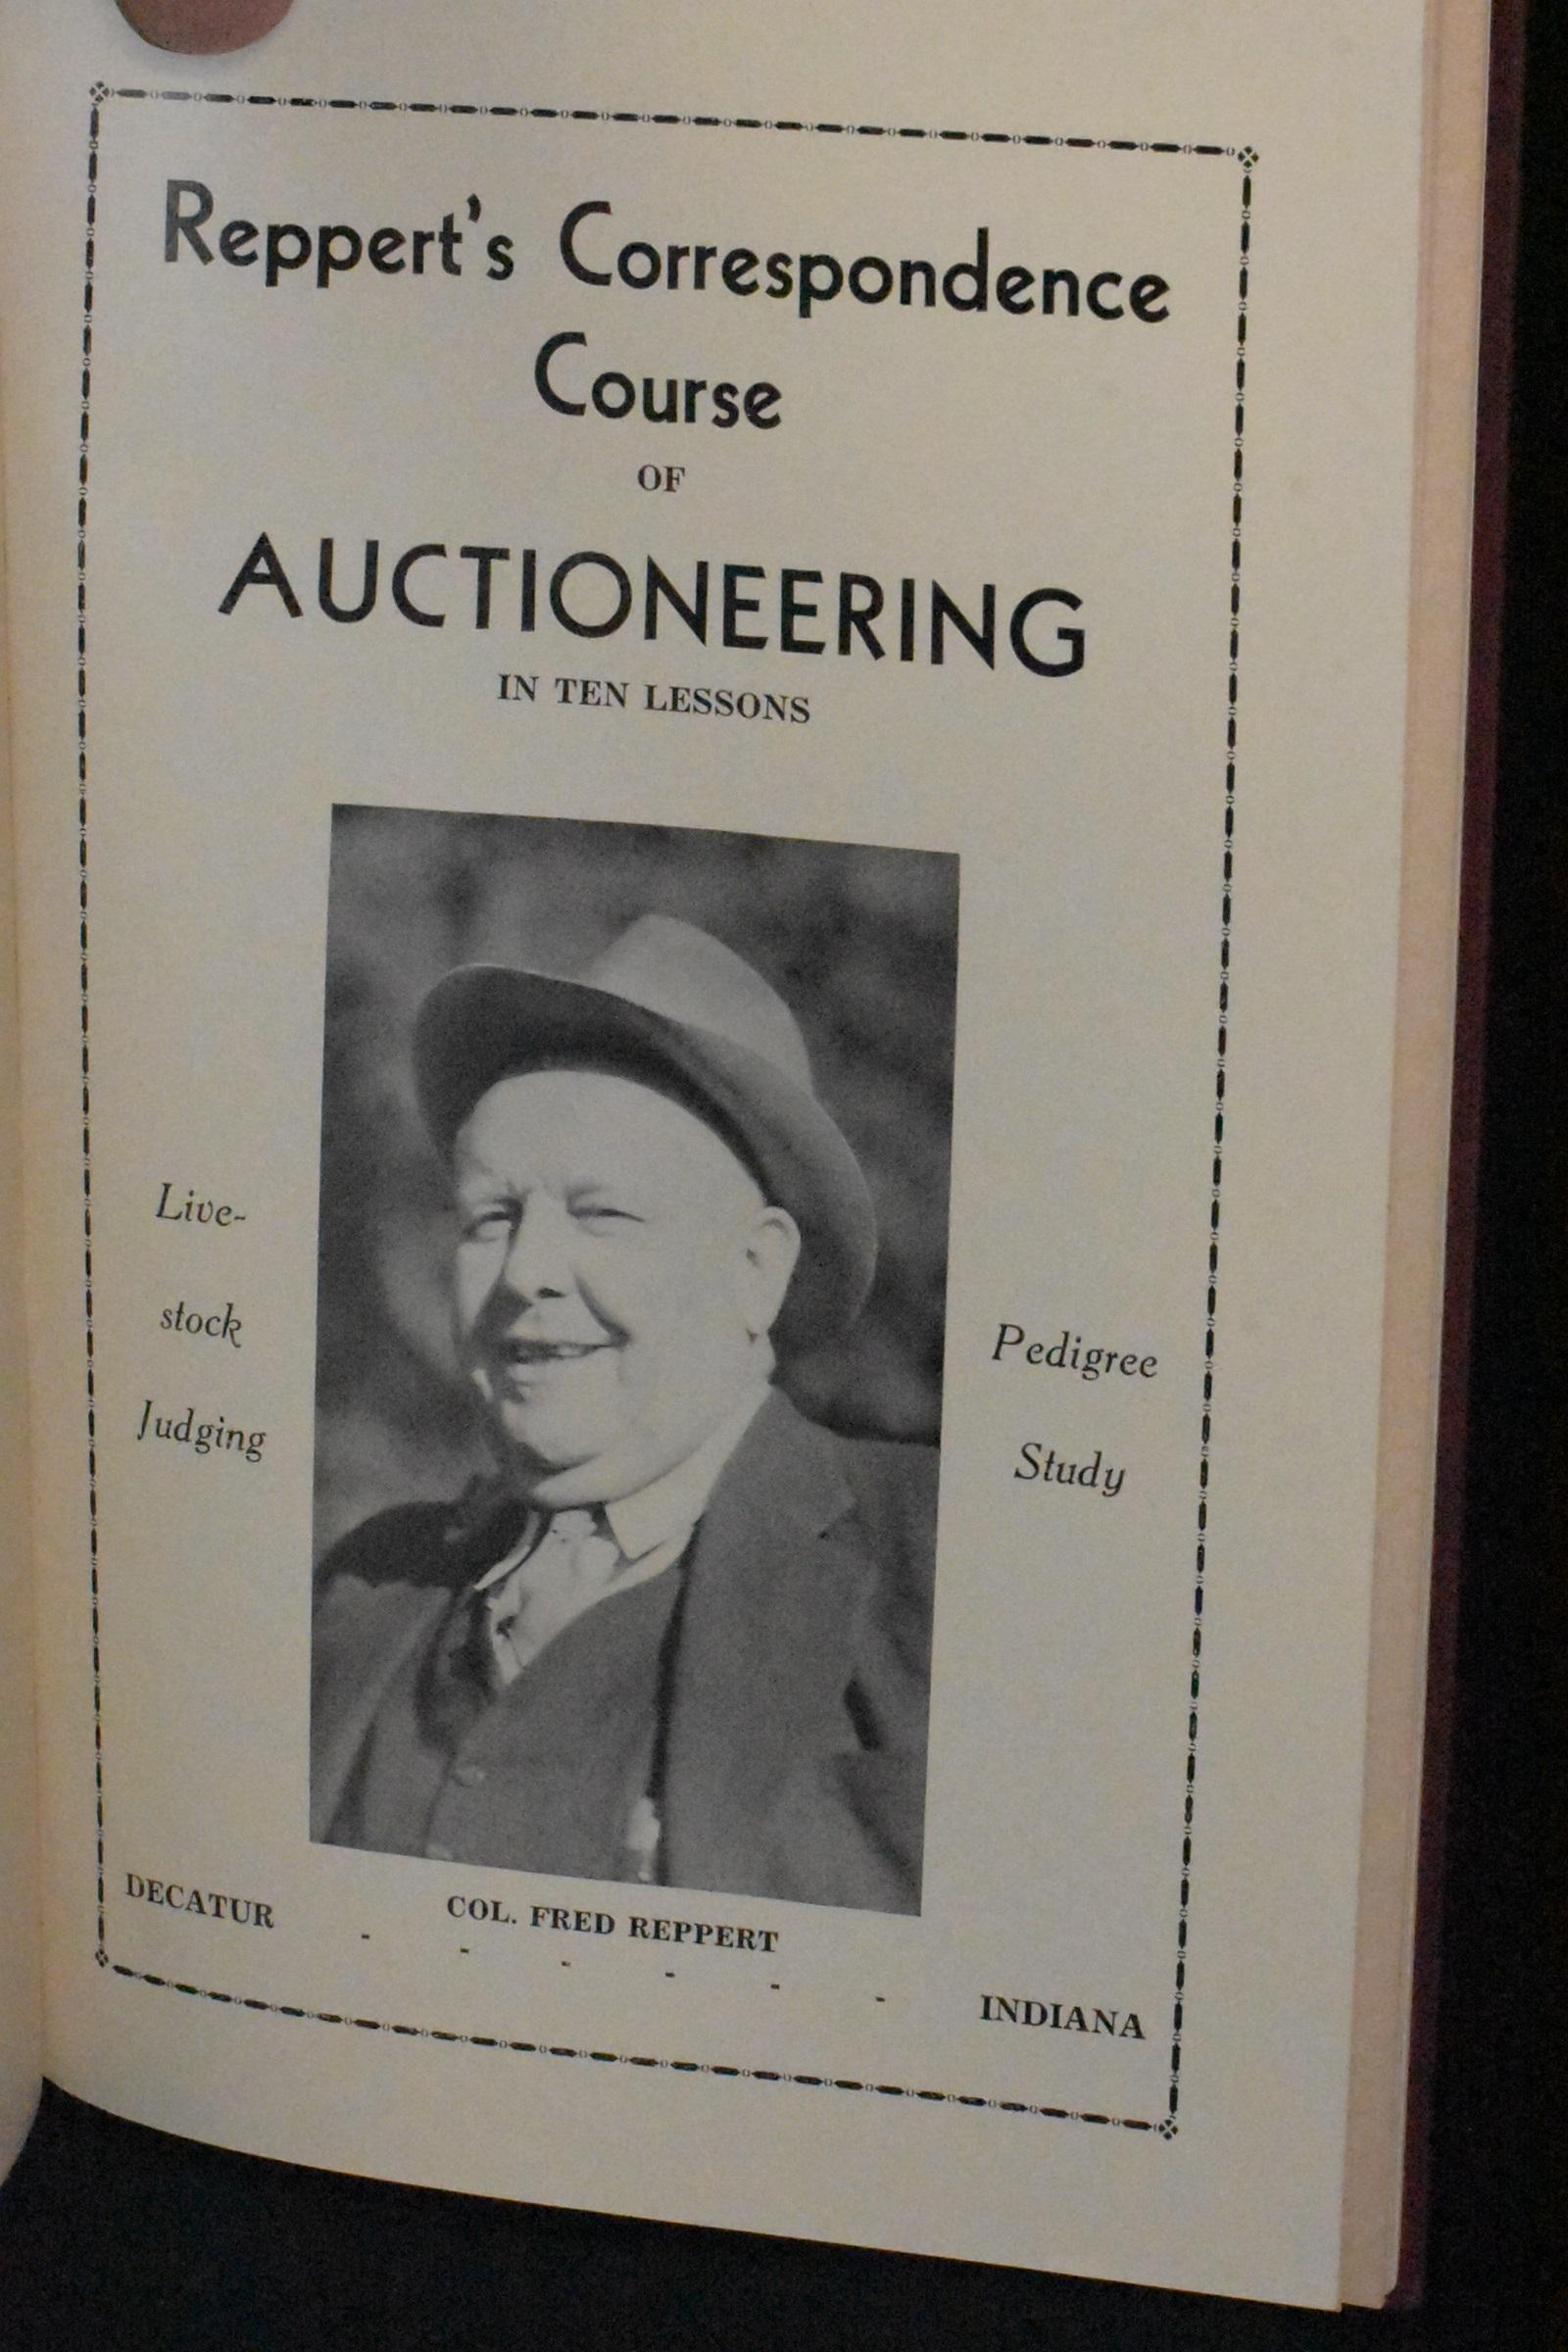 Reppert's Correspondence
Course
OF
AUCTIONEERING
IN TEN LESSONS
Live-
stock
Judging
Pedigree
Study
COL. FRED REPPERT
DECATUR - - - - - - INDIANA